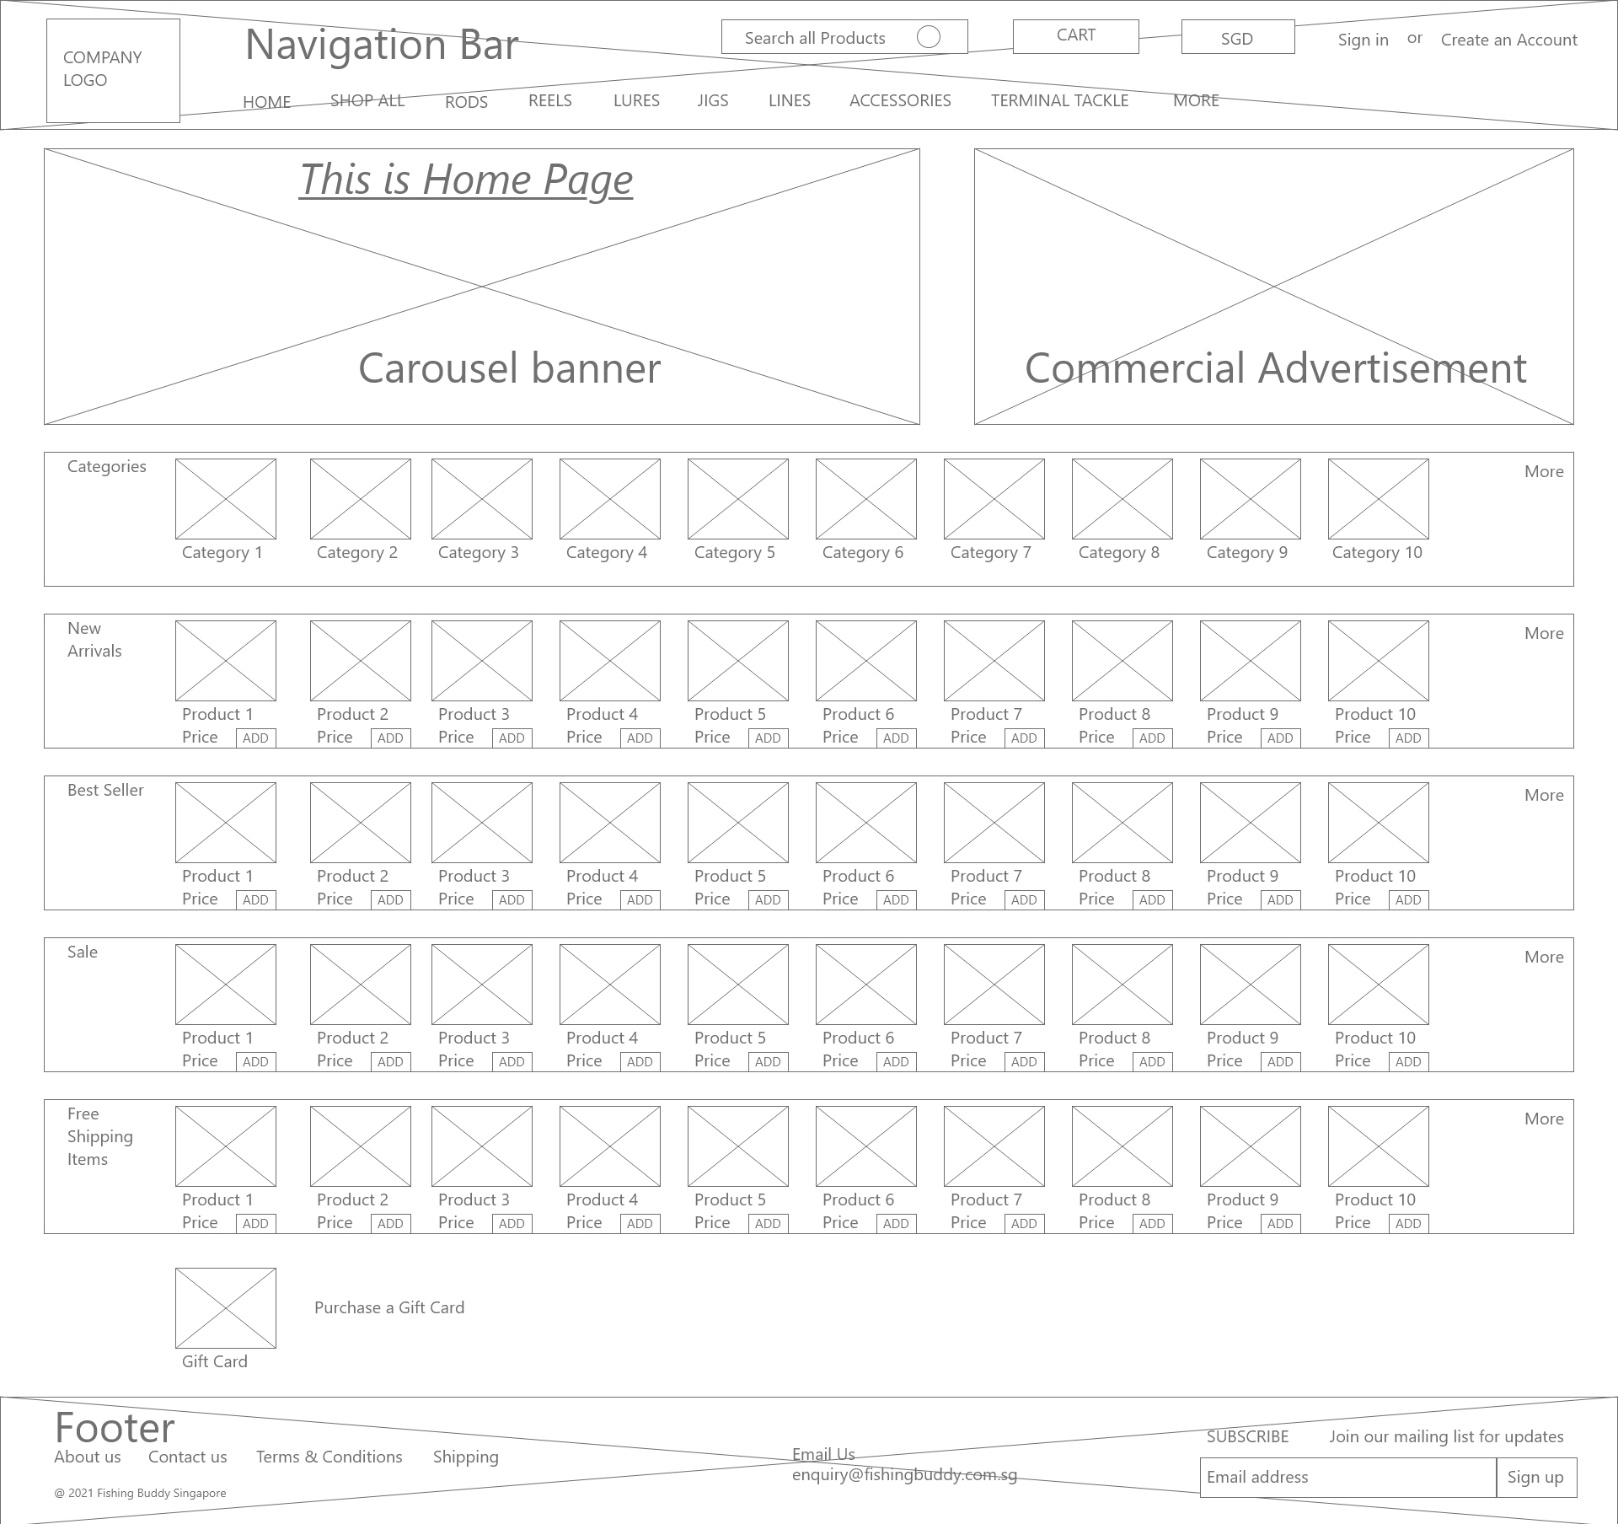 COMPANY
LOGO
Navigation Bar
Search all Products
CART
SGD
Sign in or Create an Account
HOME SHOP ALL RODS REELS LURES JIGS LINES ACCESSORIES TERMINAL TACKLE MORE
This is Home Page
Carousel banner
Commercial Advertisement
Categories
More
Category 1 Category 2 Category 3 Category 4 Category 5 Category 6 Category 7 Category 8 Category 9 Category 10
New
Arrivals
More
Product 1 Product 2 Product 3 Product 4 Product 5 Product 6 Product 7 Product 8 Product 9 Product 10
Price ADD Price ADD Price ADD Price ADD Price ADD Price ADD Price ADD Price ADD Price ADD Price ADD
Best Seller
More
Product 1 Product 2 Product 3 Product 4 Product 5 Product 6 Product 7 Product 8 Product 9 Product 10
Price ADD Price ADD Price ADD Price ADD Price ADD Price ADD Price ADD Price ADD Price ADD Price ADD
Sale
More
Product 1 Product 2 Product 3 Product 4 Product 5 Product 6 Product 7 Product 8 Product 9 Product 10
Price ADD Price ADD Price ADD Price ADD Price ADD Price ADD Price ADD Price ADD Price ADD Price ADD
Free
Shipping
Items
More
Product 1 Product 2 Product 3 Product 4 Product 5 Product 6 Product 7 Product 8 Product 9 Product 10
Price ADD Price ADD Price ADD Price ADD Price ADD Price ADD Price ADD Price ADD Price ADD Price ADD
Purchase a Gift Card
Gift Card
Footer
About us Contact us Terms & Conditions Shipping
@ 2021 Fishing Buddy Singapore
Email Us
enquiry@fishingbuddy.com.sg
SUBSCRIBE Join our mailing list for updates
Email address Sign up